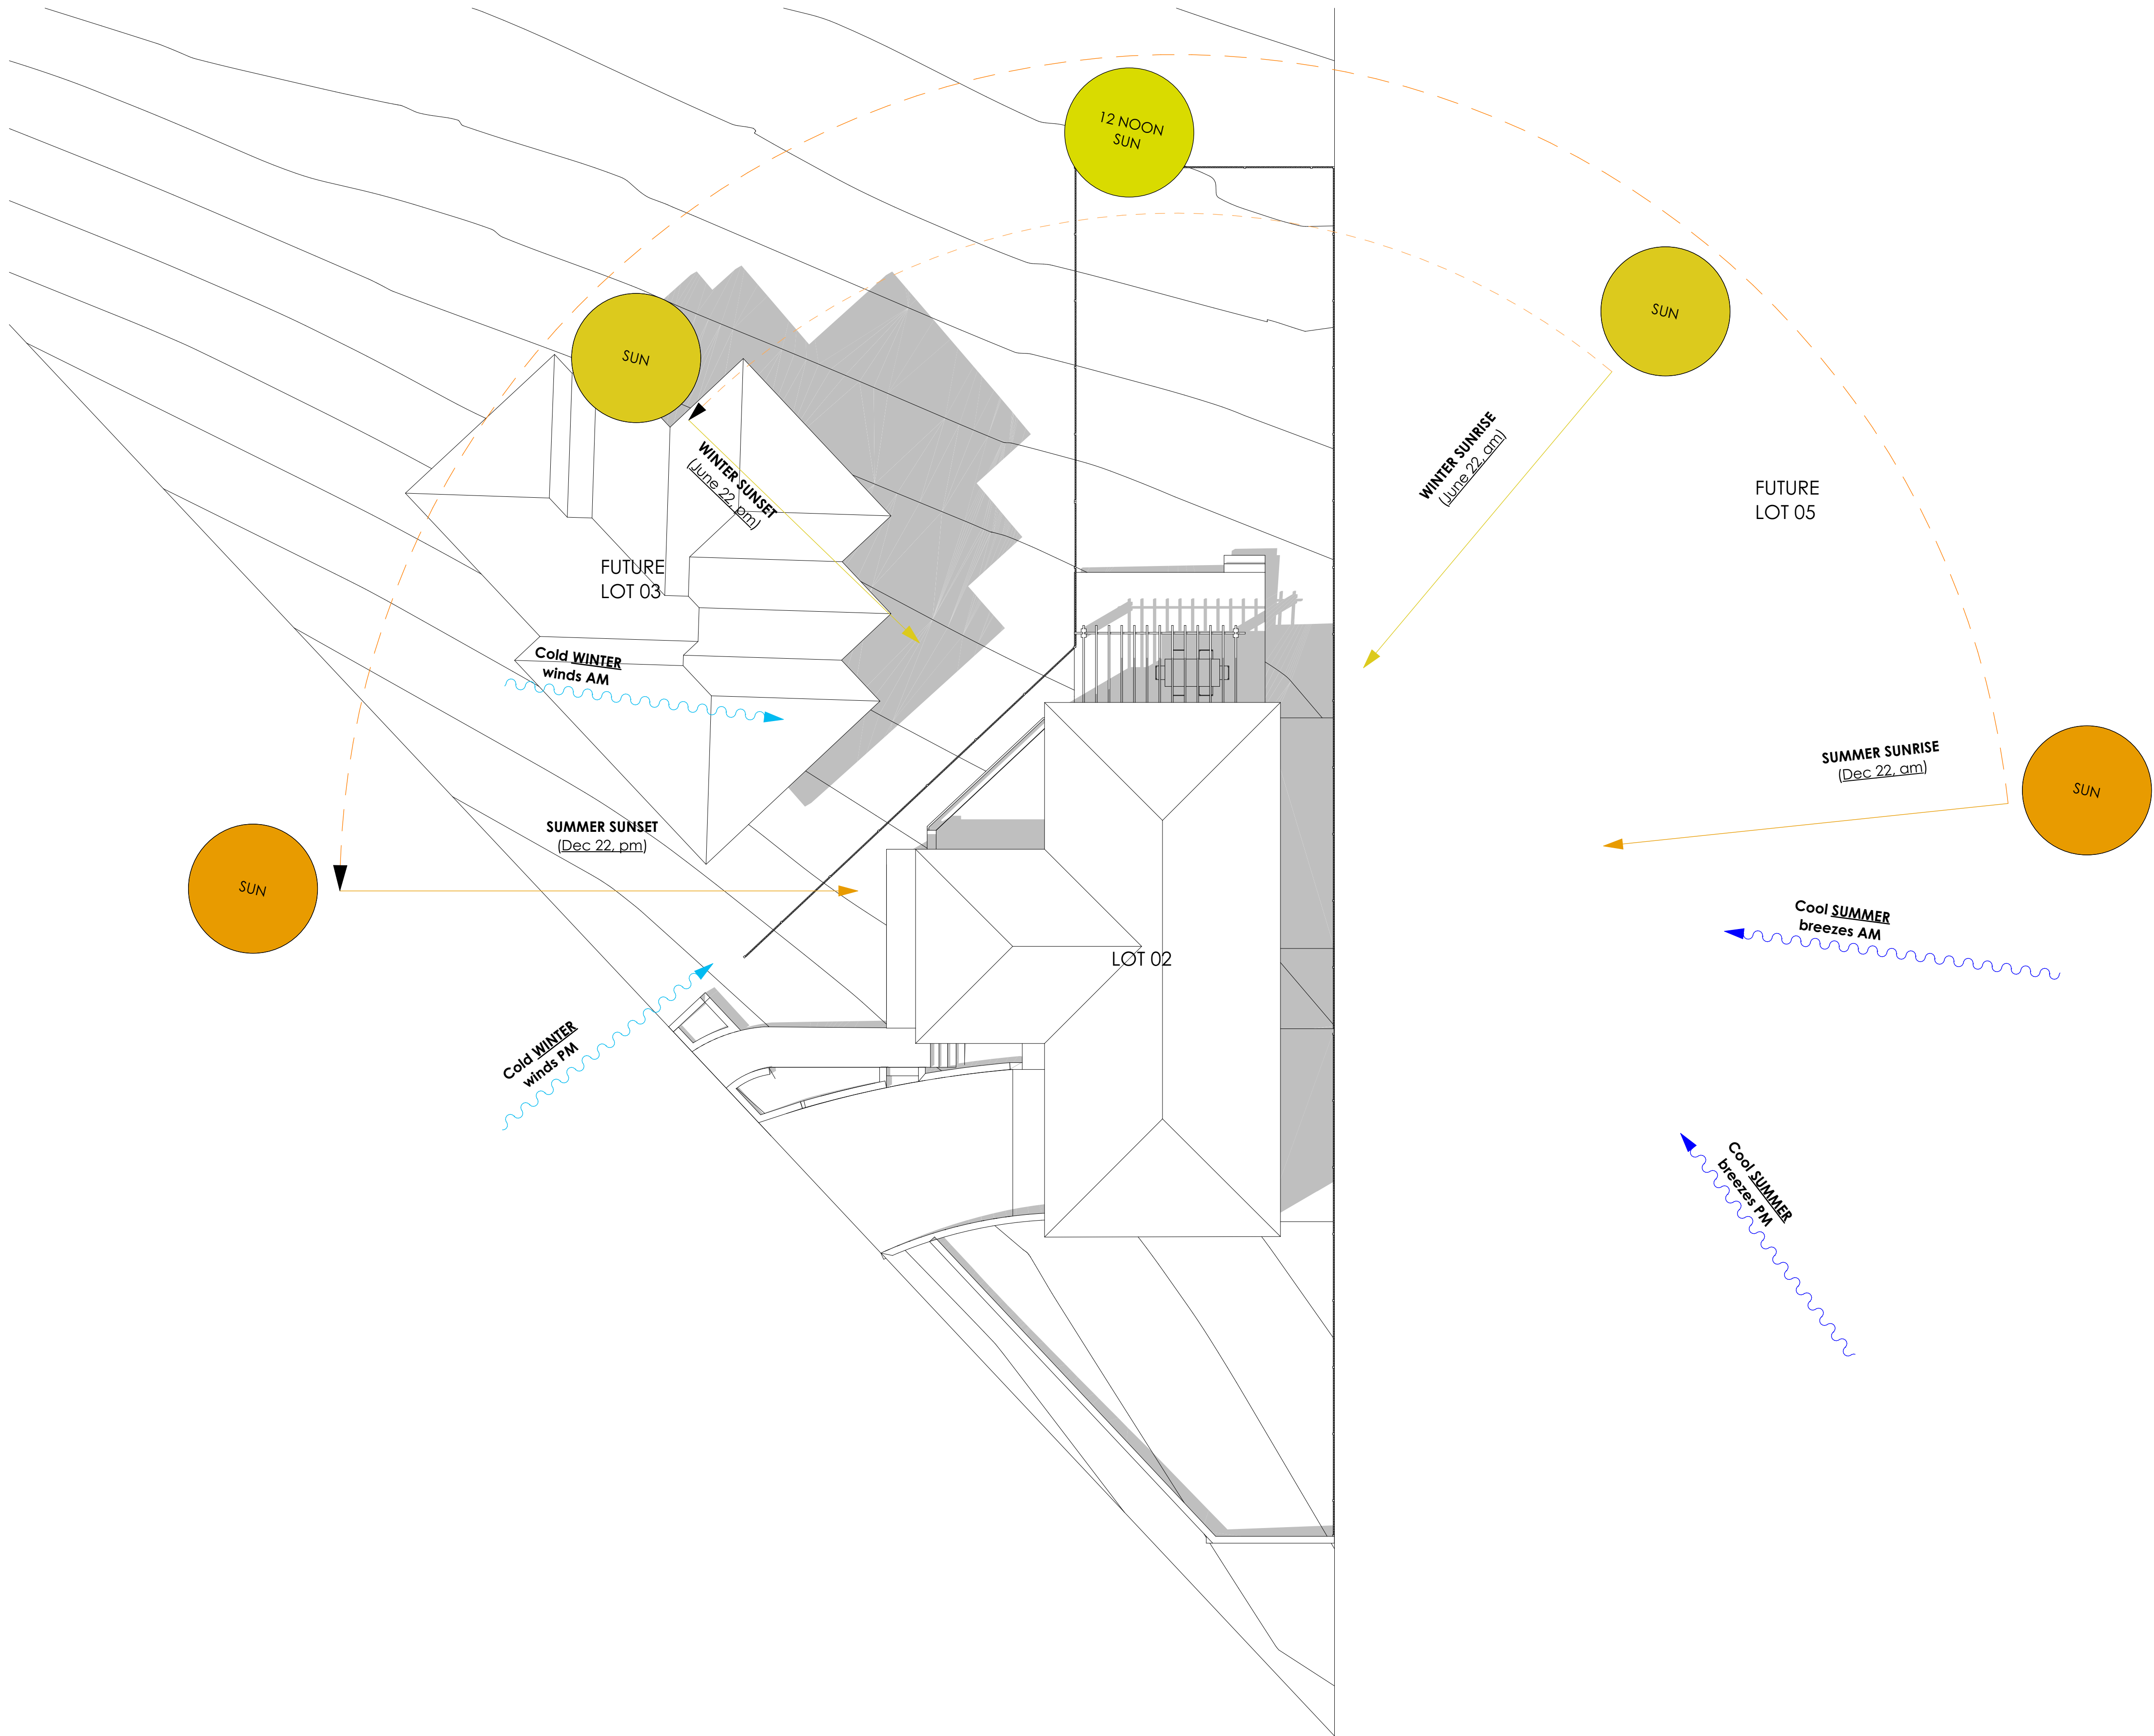 12 NOON
SUN
SUN
SUN
WINTER SUNSET
(June 22, pm)
WINTER SUNRISE
(June 22, am)
FUTURE
LOT 05
FUTURE
LOT 03
Cold WINTER
winds AM
SUMMER SUNRISE
(Dec 22, am)
SUN
SUMMER SUNSET
(Dec 22, pm)
SUN
Cool SUMMER
breezes AM
LOT 02
Cold WINTER
winds PM
Cool SUMMER
breezes PM